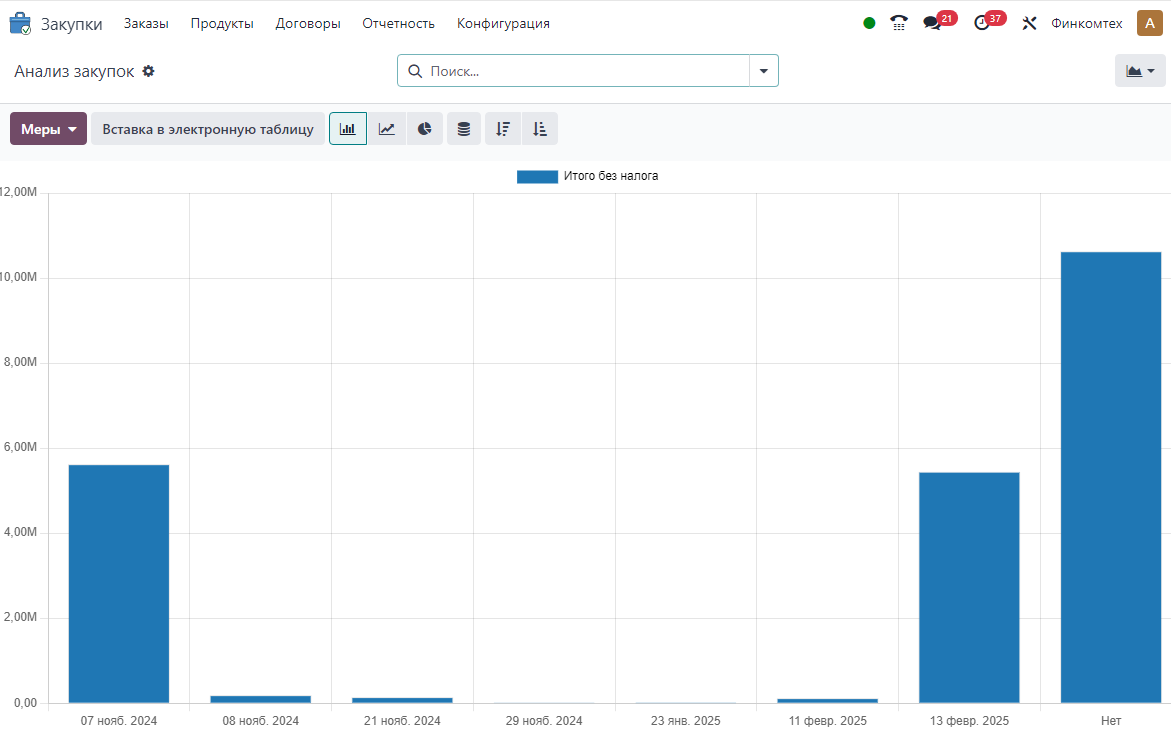 Закупки Заказы Продукты Договоры Отчетность Конфигурация 21 37 Финкомтех A
Анализ закупок Поиск...
Меры Вставка в электронную таблицу
Итого без налога
12,00M
10,00M
8,00M
6,00M
4,00M
2,00M
0,00
07 нояб. 2024 08 нояб. 2024 21 нояб. 2024 29 нояб. 2024 23 янв. 2025 11 февр. 2025 13 февр. 2025 Нет